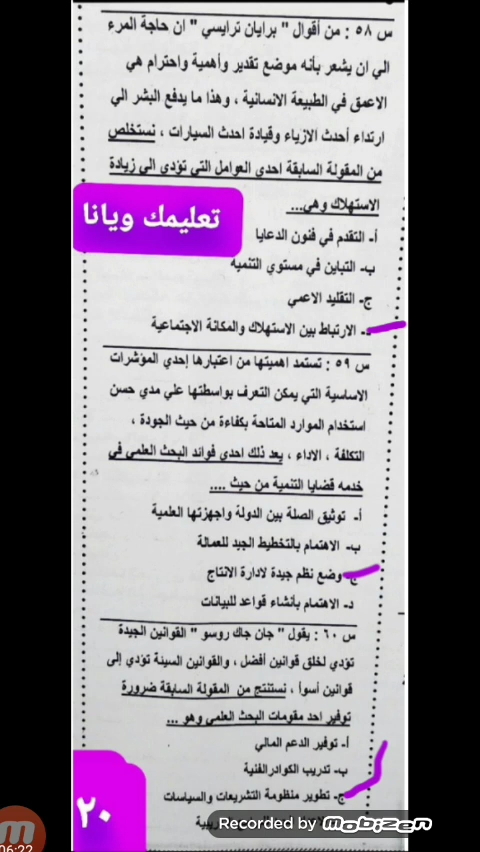 س ٥٨ : من أقوال " برايان ترايسي " ان حاجة المرء
الي ان يشعر بأنه موضع تقدير وأهمية واحترام هي
الاعمق في الطبيعة الانسانية ، وهذا ما يدفع البشر الي
ارتداء أحدث الازياء وقيادة احدث السيارات ، نستخلص
من المقولة السابقة احدي العوامل التي تؤدي الي زيادة
الاستهلاك وهي...
تعليمك ويانا
أ- التقدم في فنون الدعايا
ب- التباين في مستوي التنمية
ج- التقليد الاعمي
د- الارتباط بين الاستهلاك والمكانة الاجتماعية
س ٥٩ : تستمد اهميتها من اعتبارها إحدي المؤشرات
الاساسية التي يمكن التعرف بواسطتها علي مدي حسن
استخدام الموارد المتاحة بكفاءة من حيث الجودة ،
التكلفة ، الاداء ، يعد ذلك احدي فوائد البحث العلمي في
خدمه قضايا التنمية من حيث ....
أ- توثيق الصلة بين الدولة واجهزتها العلمية
ب- الاهتمام بالتخطيط الجيد للعمالة
ج- وضع نظم جيدة لادارة الانتاج
د- الاهتمام بأنشاء قواعد للبيانات
س ٦٠ : يقول " جان جاك روسو " القوانين الجيدة
تؤدي لخلق قوانين أفضل ، والقوانين السيئة تؤدي إلى
قوانين أسوأ ، نستنتج من المقولة السابقة ضرورة
توفير احد مقومات البحث العلمي وهو ...
أ- توفير الدعم المالي
ب- تدريب الكوادر الفنية
ج- تطوير منظومة التشريعات والسياسات
٢٠
Recorded by MOBIZEN
06:22